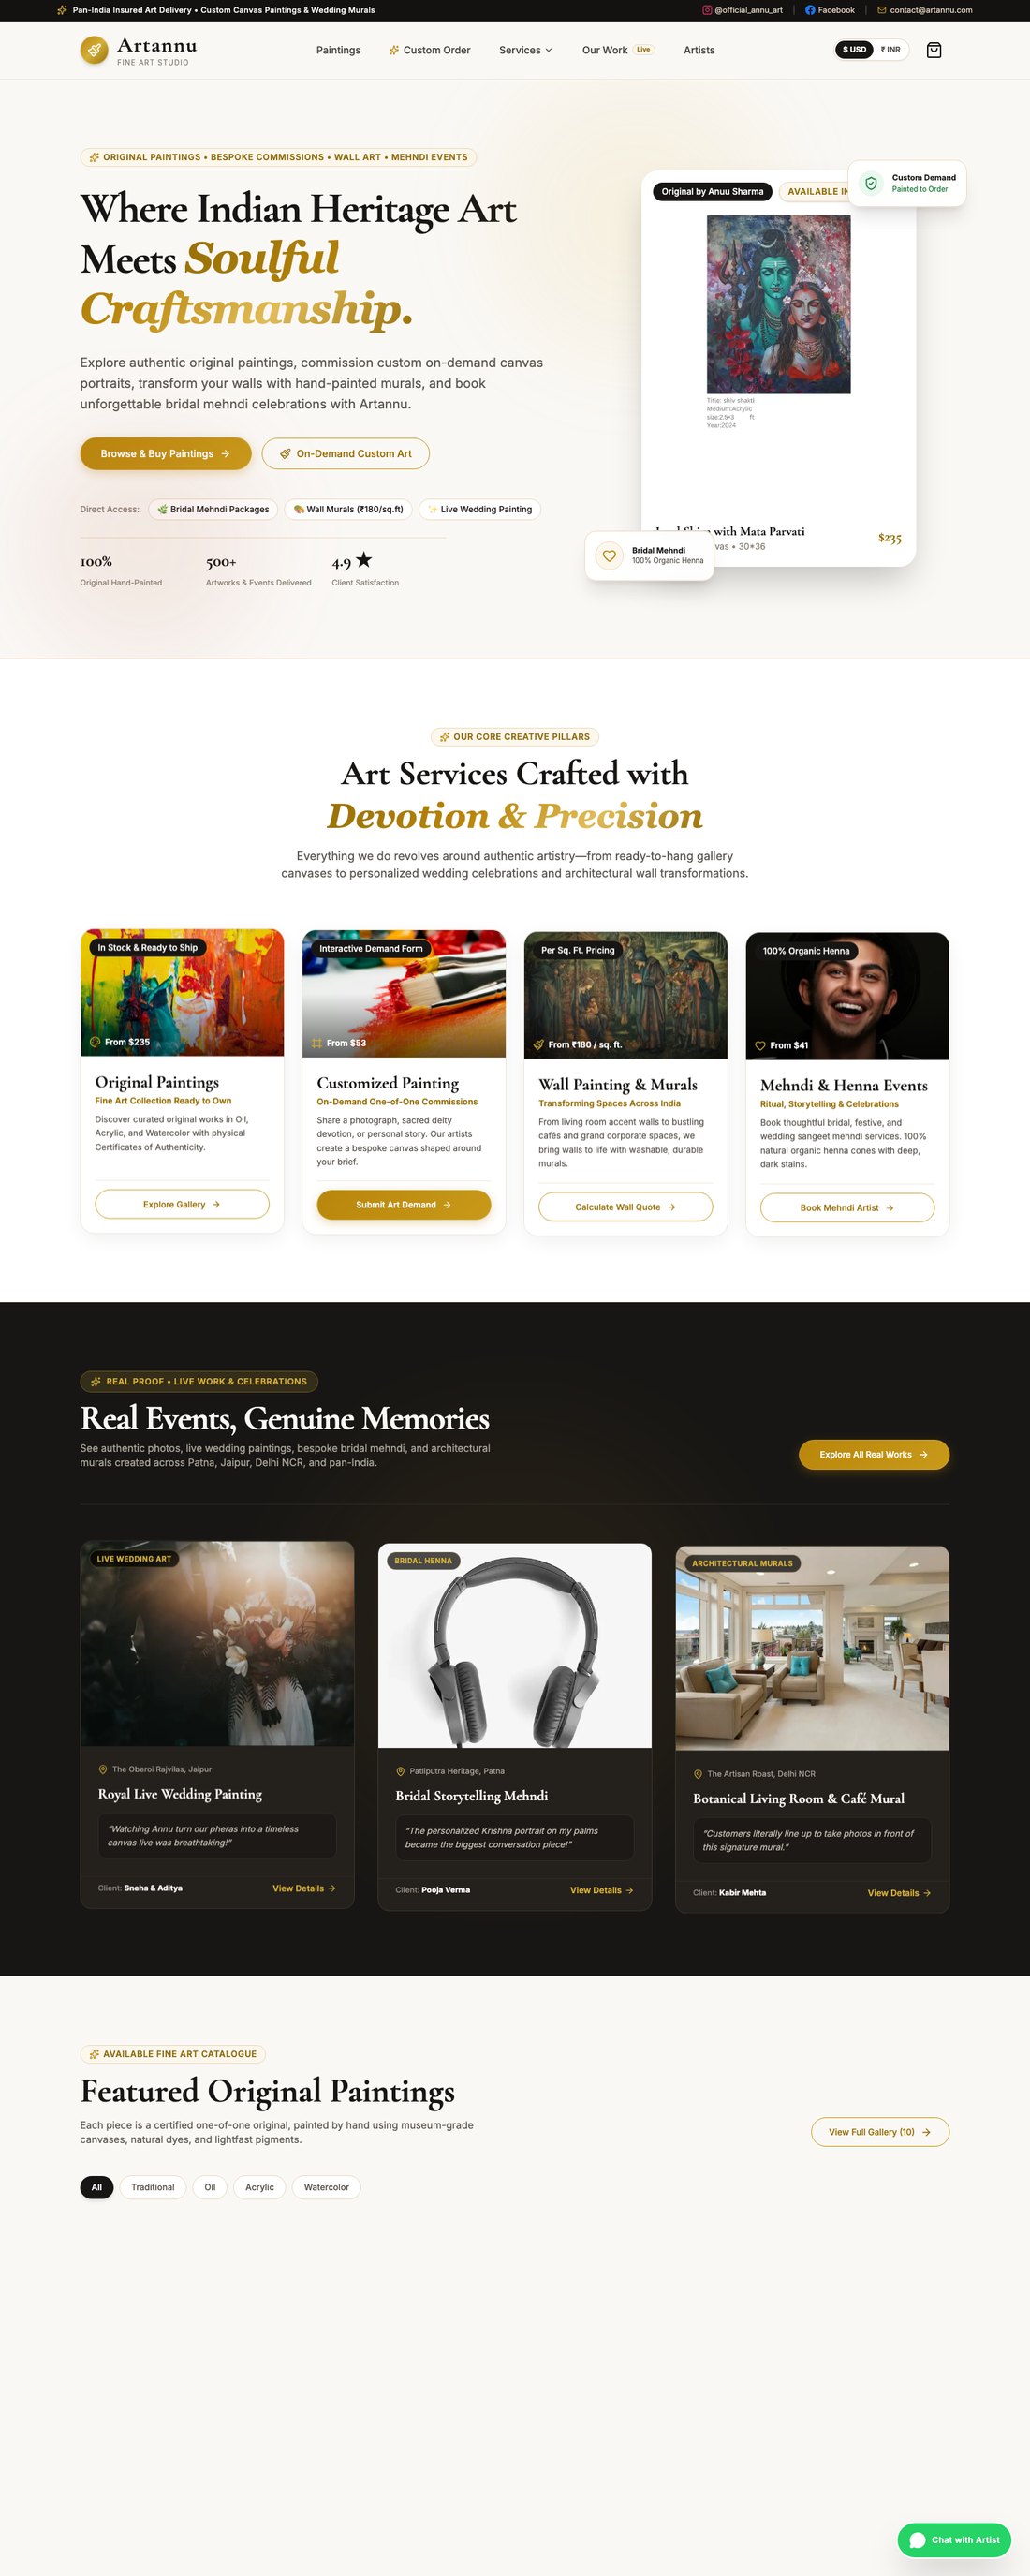 Pan-India Insured Art Delivery • Custom Canvas Paintings & Wedding Murals
@official_annu_art
Facebook
contact@artannu.com
Artannu
FINE ART STUDIO
Paintings
Custom Order
Services
Our Work Live
Artists
$ USD
₹ INR
ORIGINAL PAINTINGS • BESPOKE COMMISSIONS • WALL ART • MEHNDI EVENTS
Where Indian Heritage Art
Meets Soulful
Craftsmanship.
Explore authentic original paintings, commission custom on-demand canvas
portraits, transform your walls with hand-painted murals, and book
unforgettable bridal mehndi celebrations with Artannu.
Browse & Buy Paintings →
On-Demand Custom Art
Direct Access:
🌿 Bridal Mehndi Packages
🎨 Wall Murals (₹180/sq.ft)
✨ Live Wedding Painting
100%
Original Hand-Painted
500+
Artworks & Events Delivered
4.9 ★
Client Satisfaction
Original by Anuu Sharma
AVAILABLE IN
Custom Demand
Painted to Order
Title: shiv shakti
Medium:Acrylic
size:2.5*3 ft
Year:2024
with Mata Parvati
• 30*36
$235
Bridal Mehndi
100% Organic Henna
OUR CORE CREATIVE PILLARS
Art Services Crafted with
Devotion & Precision
Everything we do revolves around authentic artistry—from ready-to-hang gallery
canvases to personalized wedding celebrations and architectural wall transformations.
In Stock & Ready to Ship
From $235
Original Paintings
Fine Art Collection Ready to Own
Discover curated original works in Oil,
Acrylic, and Watercolor with physical
Certificates of Authenticity.
Explore Gallery →
Interactive Demand Form
From $53
Customized Painting
On-Demand One-of-One Commissions
Share a photograph, sacred deity
devotion, or personal story. Our artists
create a bespoke canvas shaped around
your brief.
Submit Art Demand →
Per Sq. Ft. Pricing
From ₹180 / sq. ft.
Wall Painting & Murals
Transforming Spaces Across India
From living room accent walls to bustling
cafés and grand corporate spaces, we
bring walls to life with washable, durable
murals.
Calculate Wall Quote →
100% Organic Henna
From $41
Mehndi & Henna Events
Ritual, Storytelling & Celebrations
Book thoughtful bridal, festive, and
wedding sangeet mehndi services. 100%
natural organic henna cones with deep,
dark stains.
Book Mehndi Artist →
REAL PROOF • LIVE WORK & CELEBRATIONS
Real Events, Genuine Memories
See authentic photos, live wedding paintings, bespoke bridal mehndi, and architectural
murals created across Patna, Jaipur, Delhi NCR, and pan-India.
Explore All Real Works →
LIVE WEDDING ART
The Oberoi Rajvilas, Jaipur
Royal Live Wedding Painting
"Watching Annu turn our pheras into a timeless
canvas live was breathtaking!"
Client: Sneha & Aditya
View Details →
BRIDAL HENNA
Patliputra Heritage, Patna
Bridal Storytelling Mehndi
"The personalized Krishna portrait on my palms
became the biggest conversation piece!"
Client: Pooja Verma
View Details →
ARCHITECTURAL MURALS
The Artisan Roast, Delhi NCR
Botanical Living Room & Café Mural
"Customers literally line up to take photos in front of
this signature mural."
Client: Kabir Mehta
View Details →
AVAILABLE FINE ART CATALOGUE
Featured Original Paintings
Each piece is a certified one-of-one original, painted by hand using museum-grade
canvases, natural dyes, and lightfast pigments.
View Full Gallery (10) →
All
Traditional
Oil
Acrylic
Watercolor
Chat with Artist